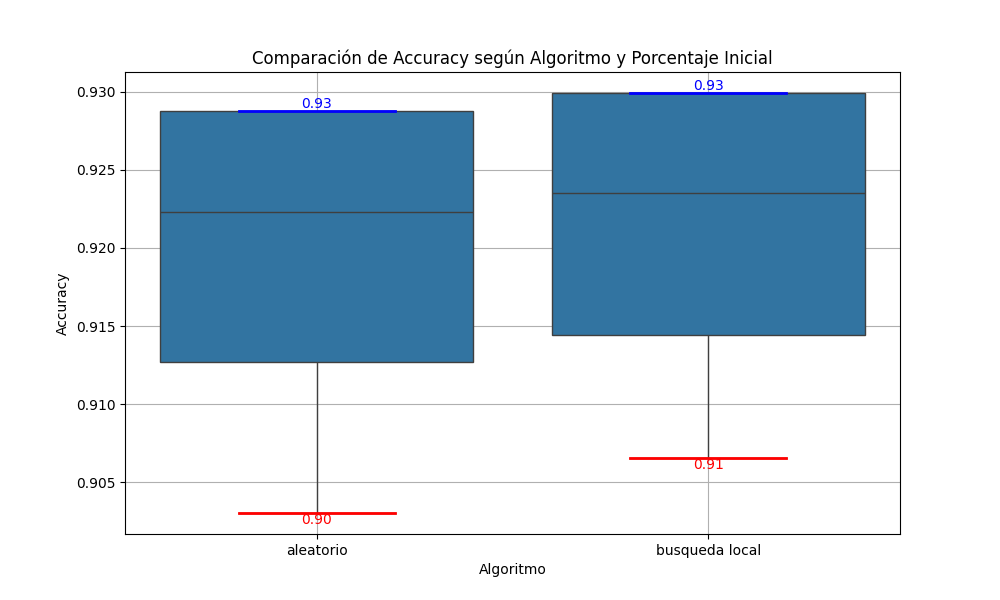 Comparación de Accuracy según Algoritmo y Porcentaje Inicial
0.930
0.925
0.920
0.915
0.910
0.905
Accuracy
0.93
0.93
0.90
0.91
aleatorio
busqueda local
Algoritmo